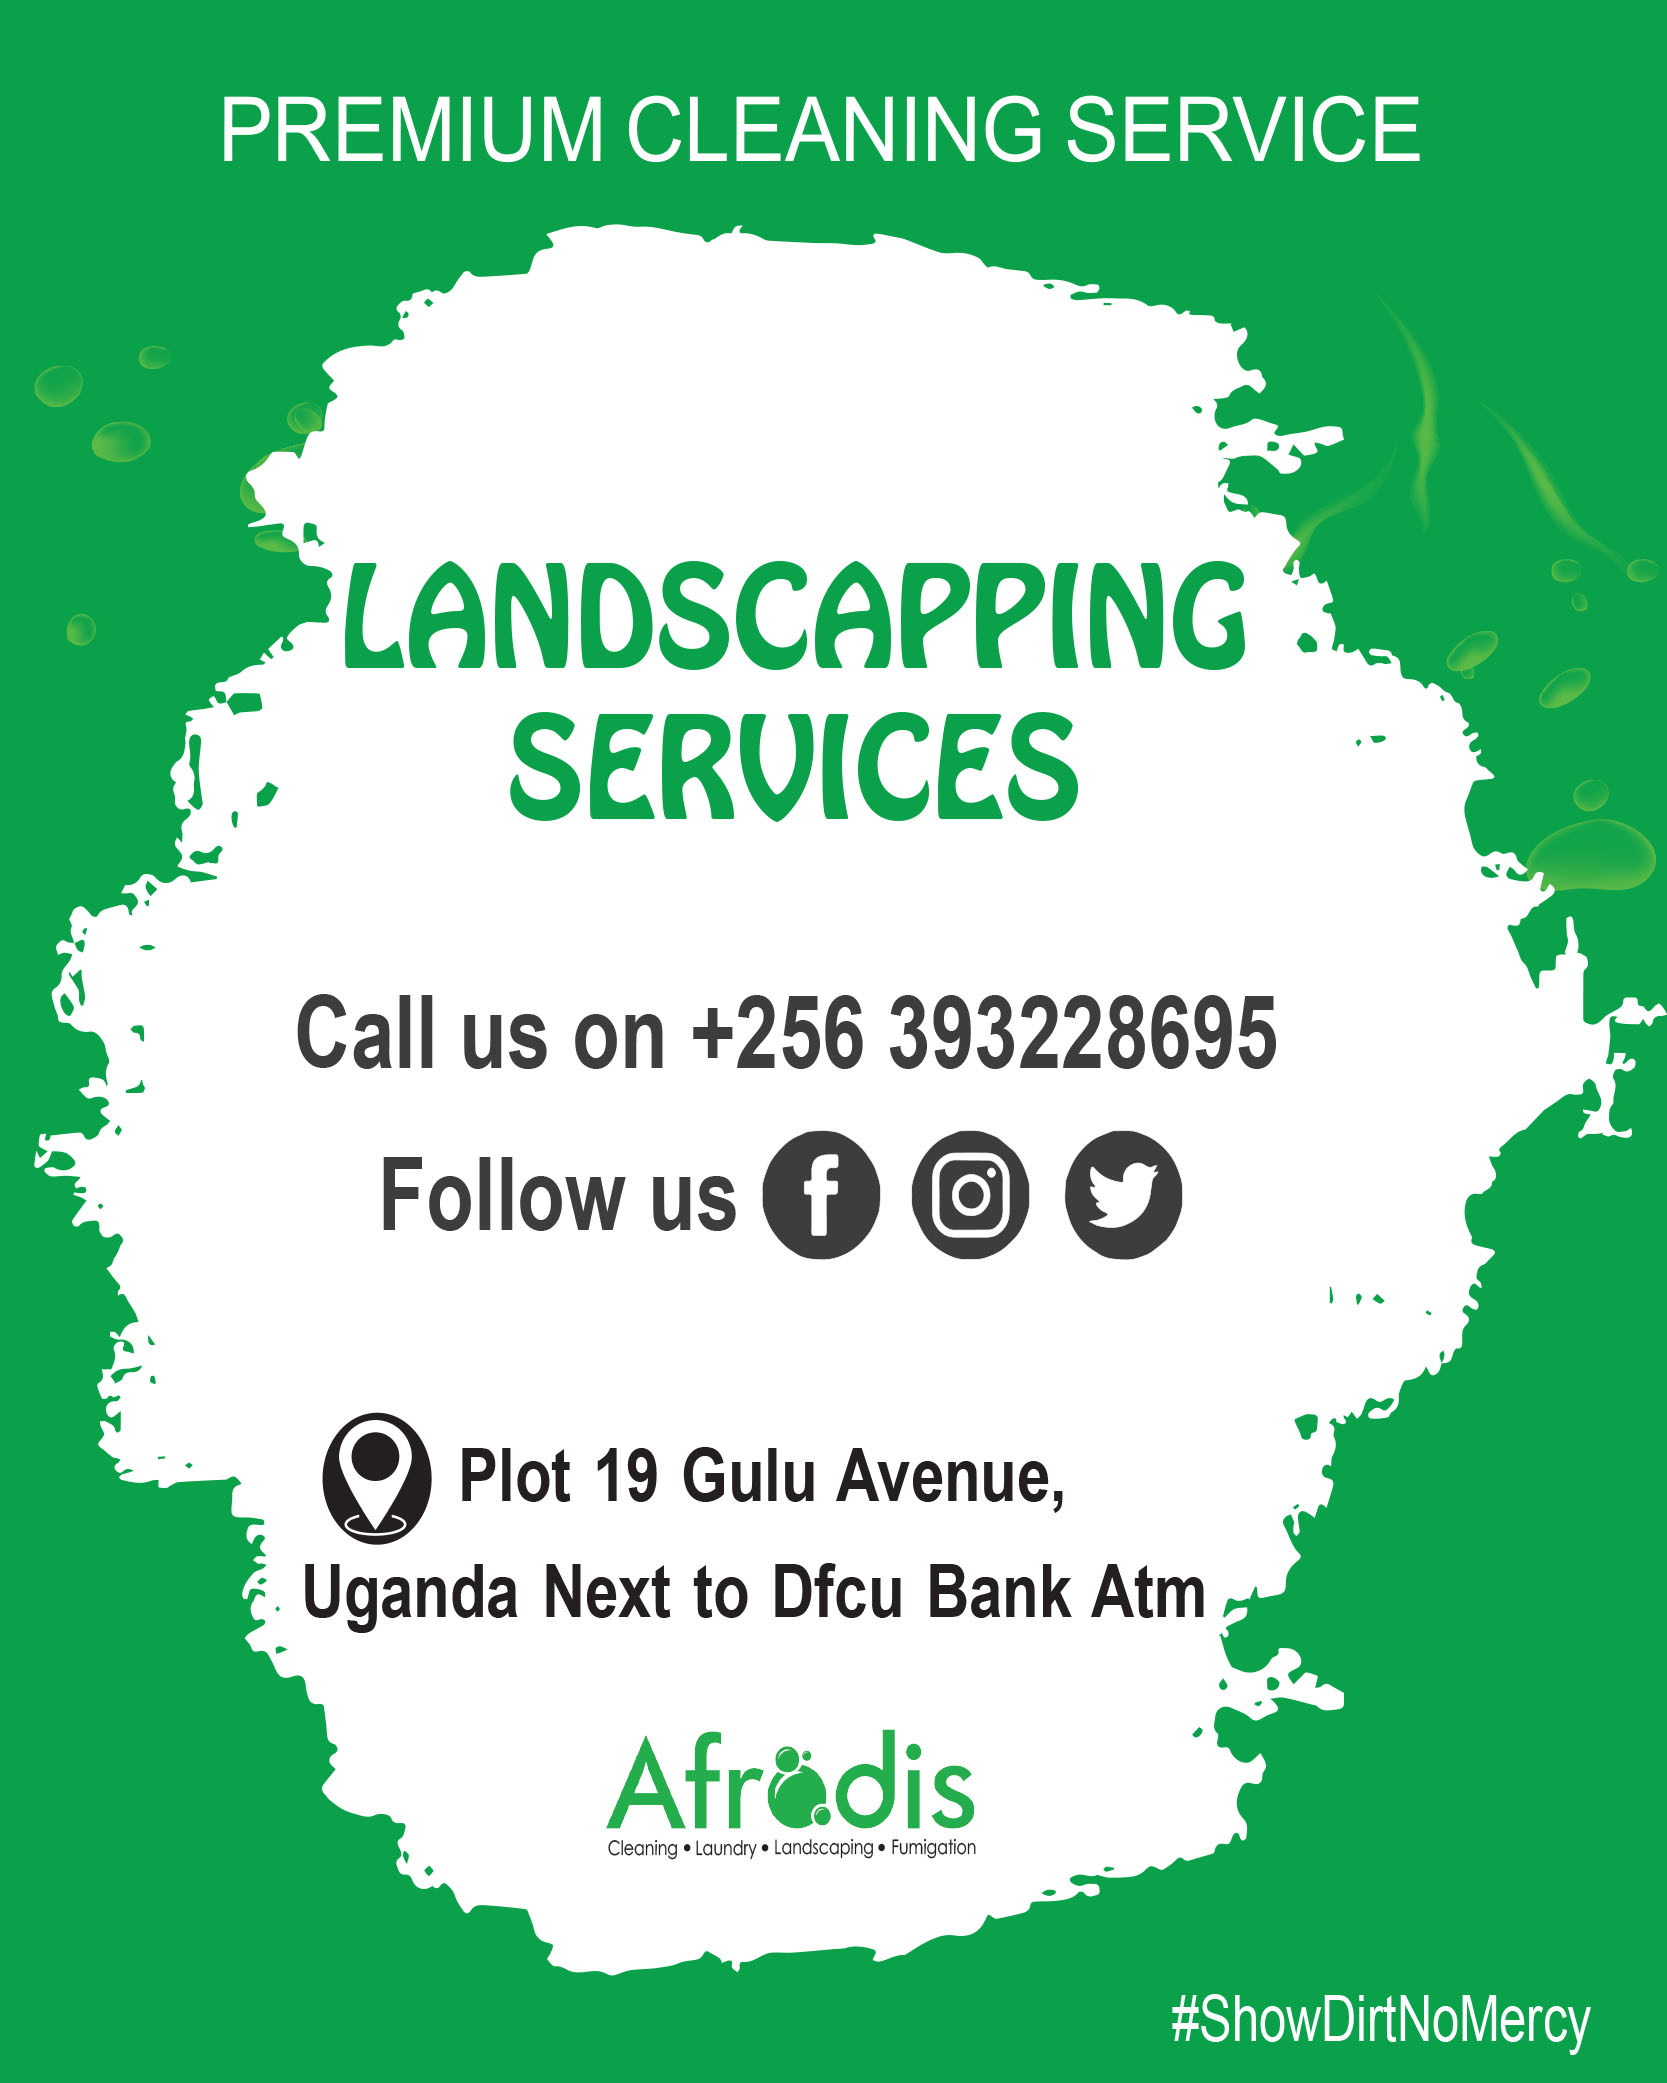 PREMIUM CLEANING SERVICE
LANDSCAPPING
SERVICES
Call us on +256 393228695
Follow us
Plot 19 Gulu Avenue,
Uganda Next to Dfcu Bank Atm
Afrodis
Cleaning • Laundry • Landscaping • Fumigation
#ShowDirtNoMercy